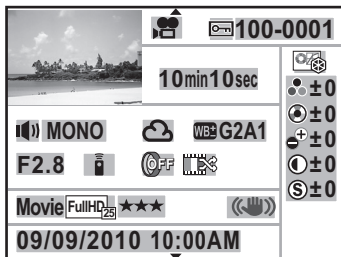 100-0001
10min10sec
MONO WB± G2A1
F2.8 OFF
Movie FullHD 25 ★★★
09/09/2010 10:00AM
±0
±0
±0
±0
S ±0